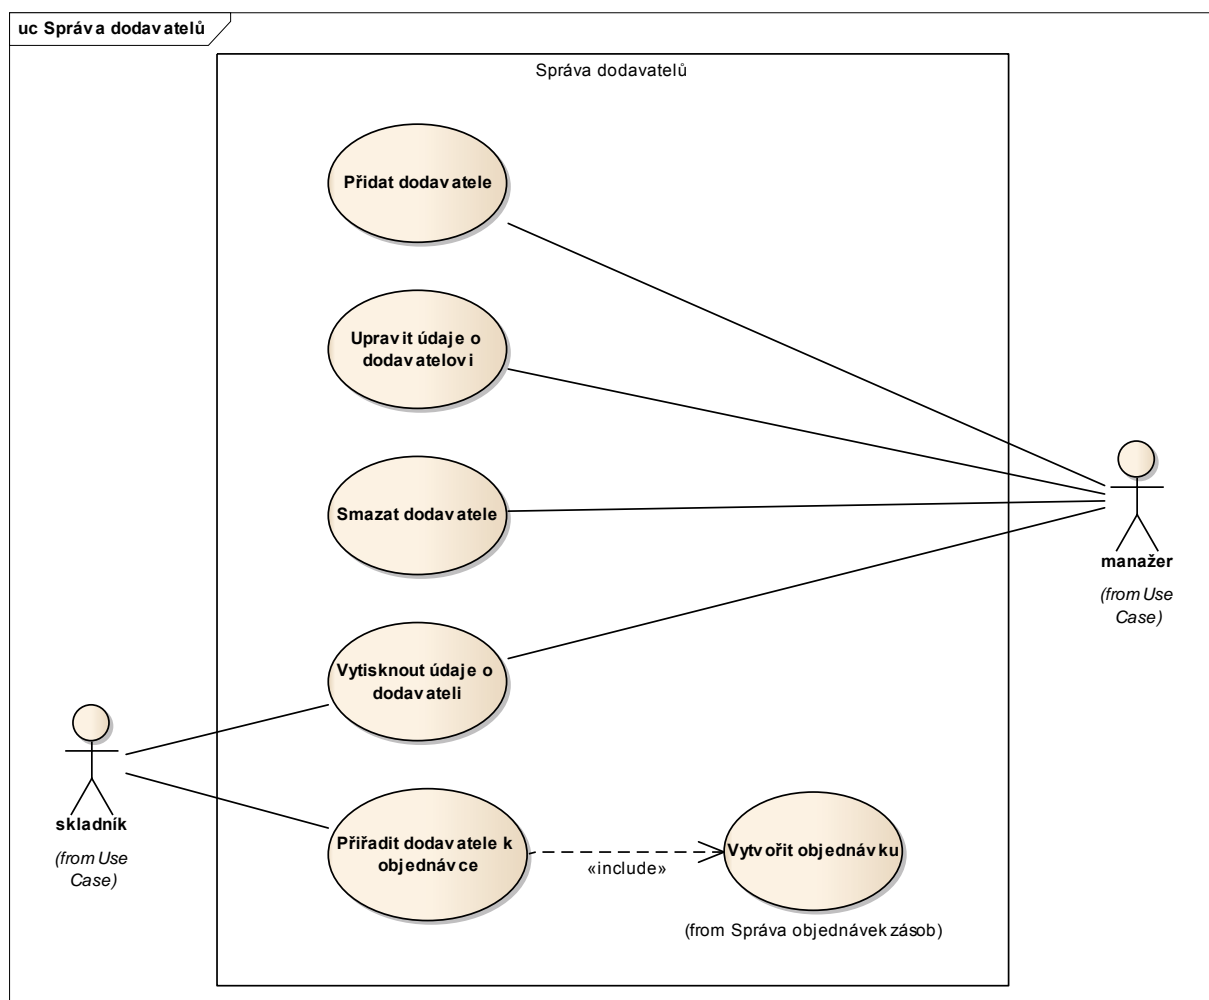 uc Správa dodavatelů
Správa dodavatelů
Přidat dodavatele
Upravit údaje o
dodavatelovi
Smazat dodavatele
manažer
(from Use
Case)
Vytisknout údaje o
dodavateli
skladník
(from Use
Case)
Přiřadit dodavatele k
objednávce
«include»
Vytvořit objednávku
(from Správa objednávek zásob)